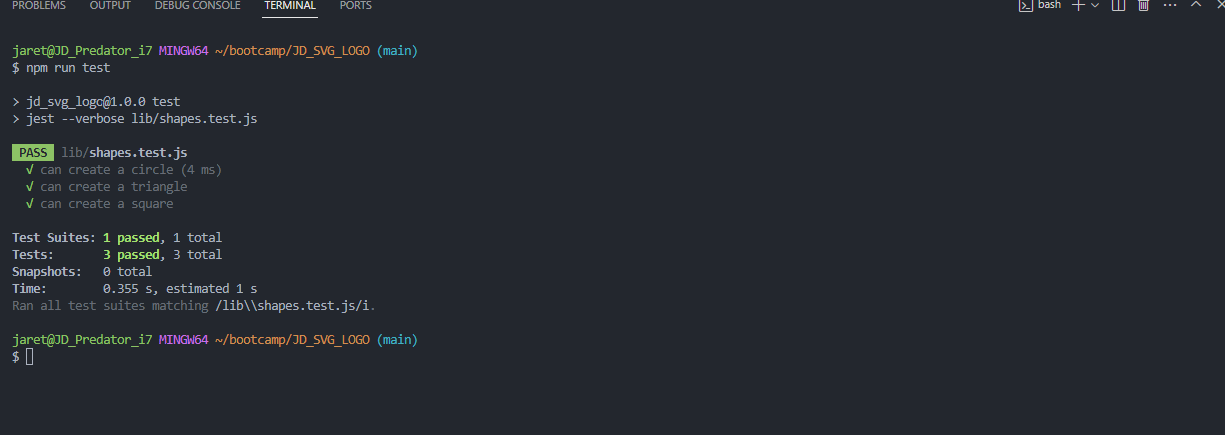 PROBLEMS OUTPUT DEBUG CONSOLE TERMINAL PORTS bash
jaret@JD_Predator_i7 MINGW64 ~/bootcamp/JD_SVG_LOGO (main)
$ npm run test
> jd_svg_logo@1.0.0 test
> jest --verbose lib/shapes.test.js
PASS lib/shapes.test.js
√ can create a circle (4 ms)
√ can create a triangle
√ can create a square
Test Suites: 1 passed, 1 total
Tests: 3 passed, 3 total
Snapshots: 0 total
Time: 0.355 s, estimated 1 s
Ran all test suites matching /lib\\shapes.test.js/i.
jaret@JD_Predator_i7 MINGW64 ~/bootcamp/JD_SVG_LOGO (main)
$